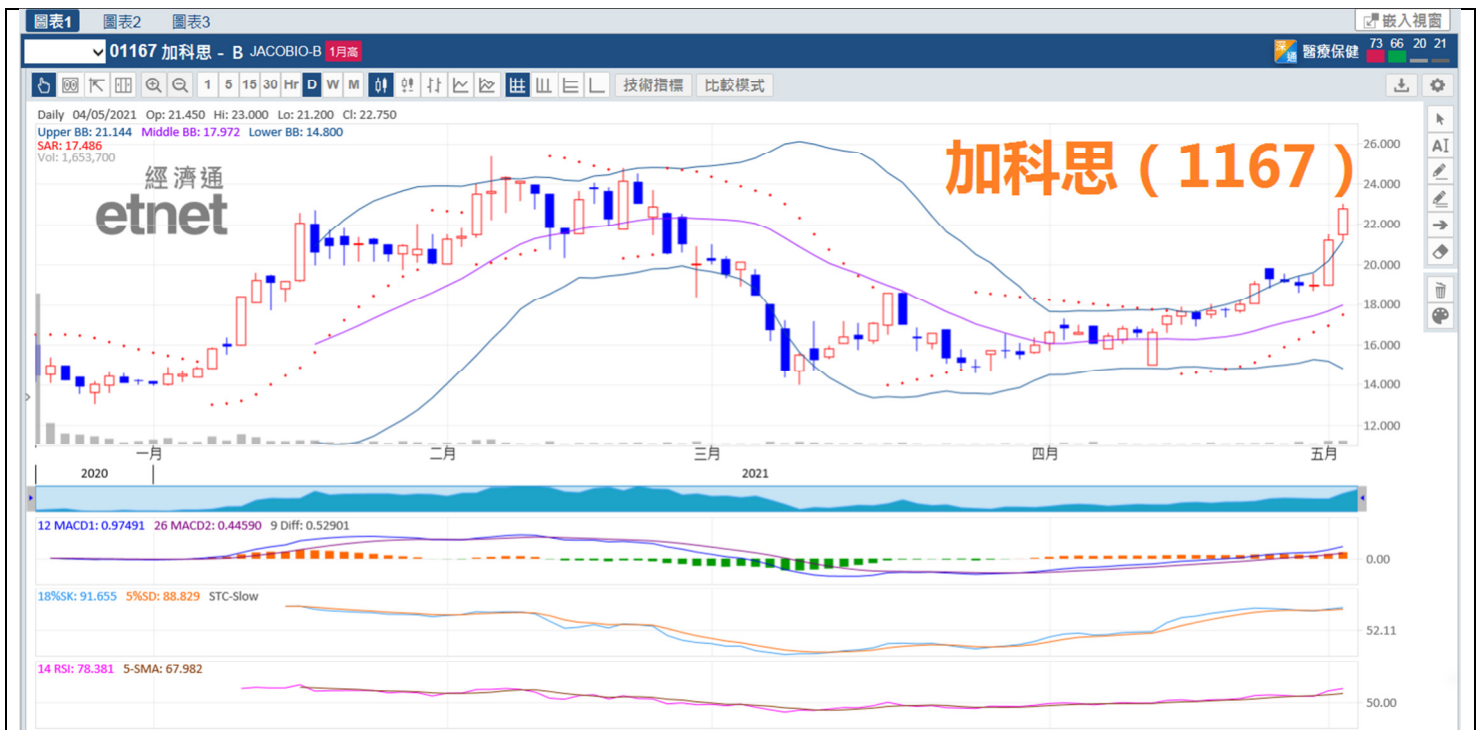 圖表1 圖表2 圖表3 嵌入視窗
01167 加科思 - B JACOBIO-B 1月高 深通 醫療保健 73 66 20 21
1 5 15 30 Hr D W M 技術指標 比較模式
Daily 04/05/2021 Op: 21.450 Hi: 23.000 Lo: 21.200 Cl: 22.750
Upper BB: 21.144 Middle BB: 17.972 Lower BB: 14.800
SAR: 17.486
Vol: 1,653,700
經濟通
etnet
加科思（1167）
AI
26.000
24.000
22.000
20.000
18.000
16.000
14.000
12.000
一月 二月 三月 四月 五月
2020 2021
12 MACD1: 0.97491 26 MACD2: 0.44590 9 Diff: 0.52901
0.00
18%SK: 91.655 5%SD: 88.829 STC-Slow
52.11
14 RSI: 78.381 5-SMA: 67.982
50.00